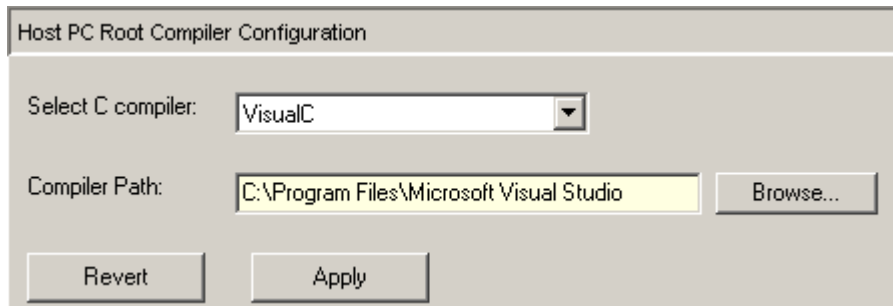 Host PC Root Compiler Configuration
Select C compiler: VisualC
Compiler Path: C:\Program Files\Microsoft Visual Studio Browse...
Revert Apply